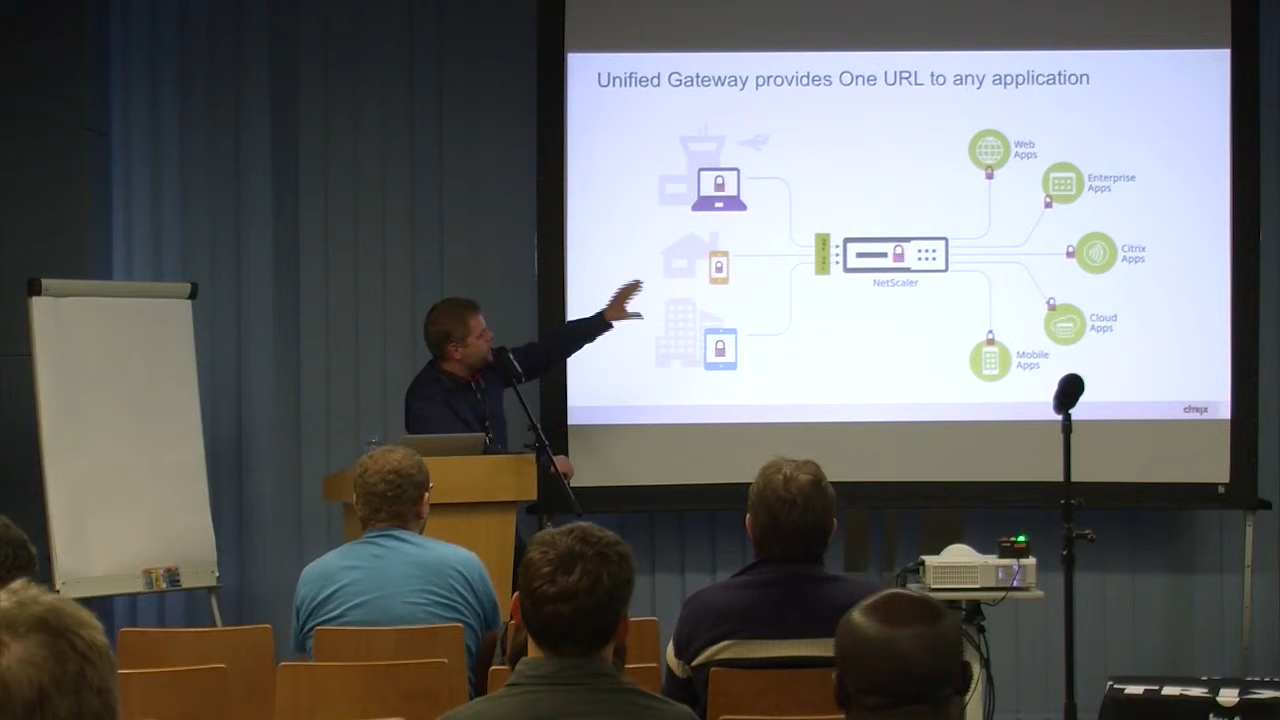 Unified Gateway provides One URL to any application
Web
Apps
Enterprise
Apps
Citrix
Apps
NetScaler
Cloud
Apps
Mobile
Apps
citrix